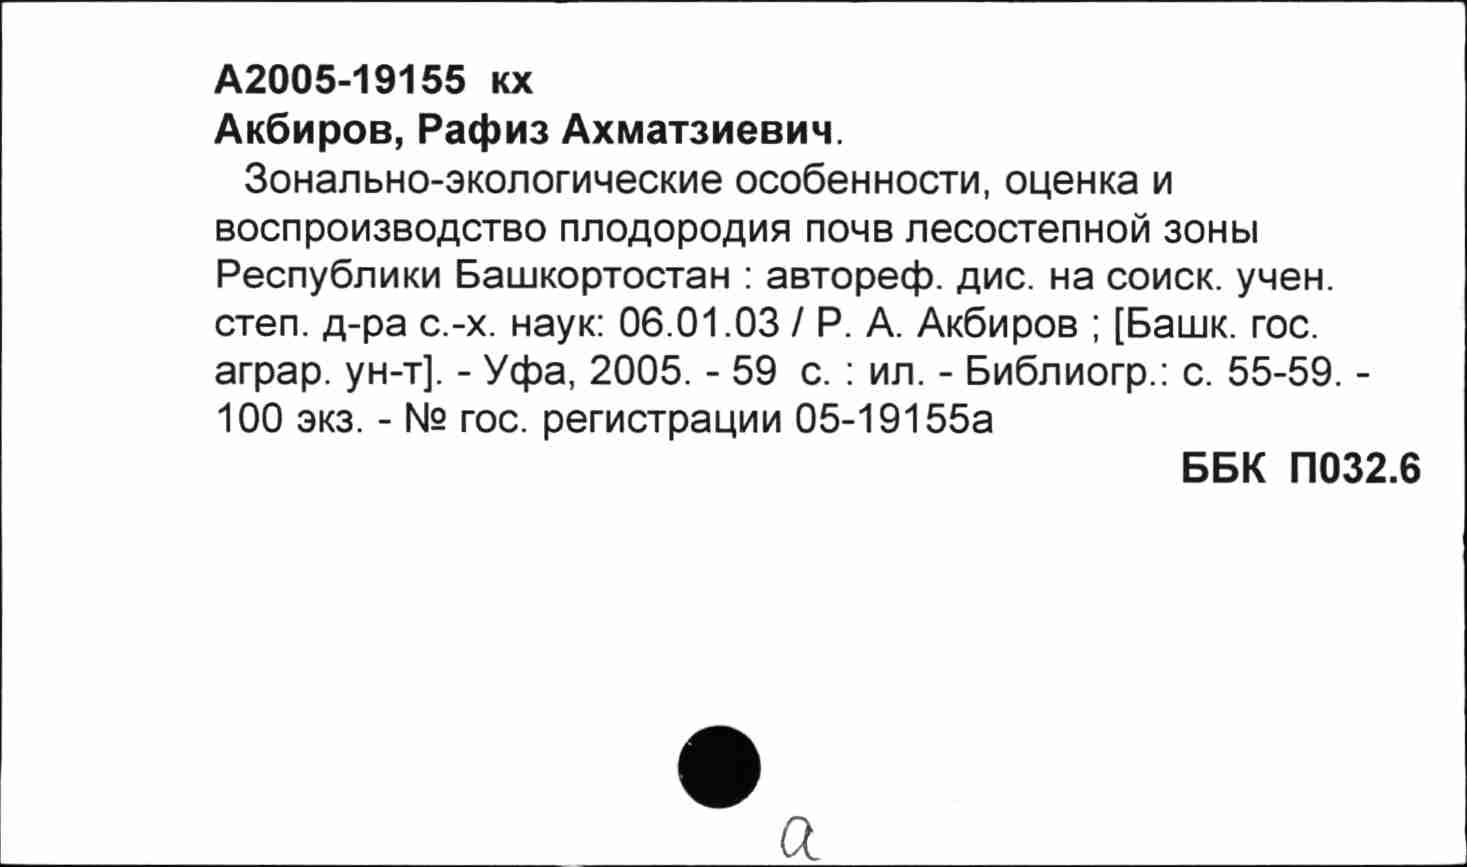 А2005-19155 кх
Акбиров, Рафиз Ахматзиевич.
Зонально-экологические особенности, оценка и
воспроизводство плодородия почв лесостепной зоны
Республики Башкортостан : автореф. дис. на соиск. учен.
степ. д-ра с.-х. наук: 06.01.03 / Р. А. Акбиров ; [Башк. гос.
аграр. ун-т]. - Уфа, 2005. - 59 с. : ил. - Библиогр.: с. 55-59. -
100 экз. - № гос. регистрации 05-19155а
ББК П032.6
а